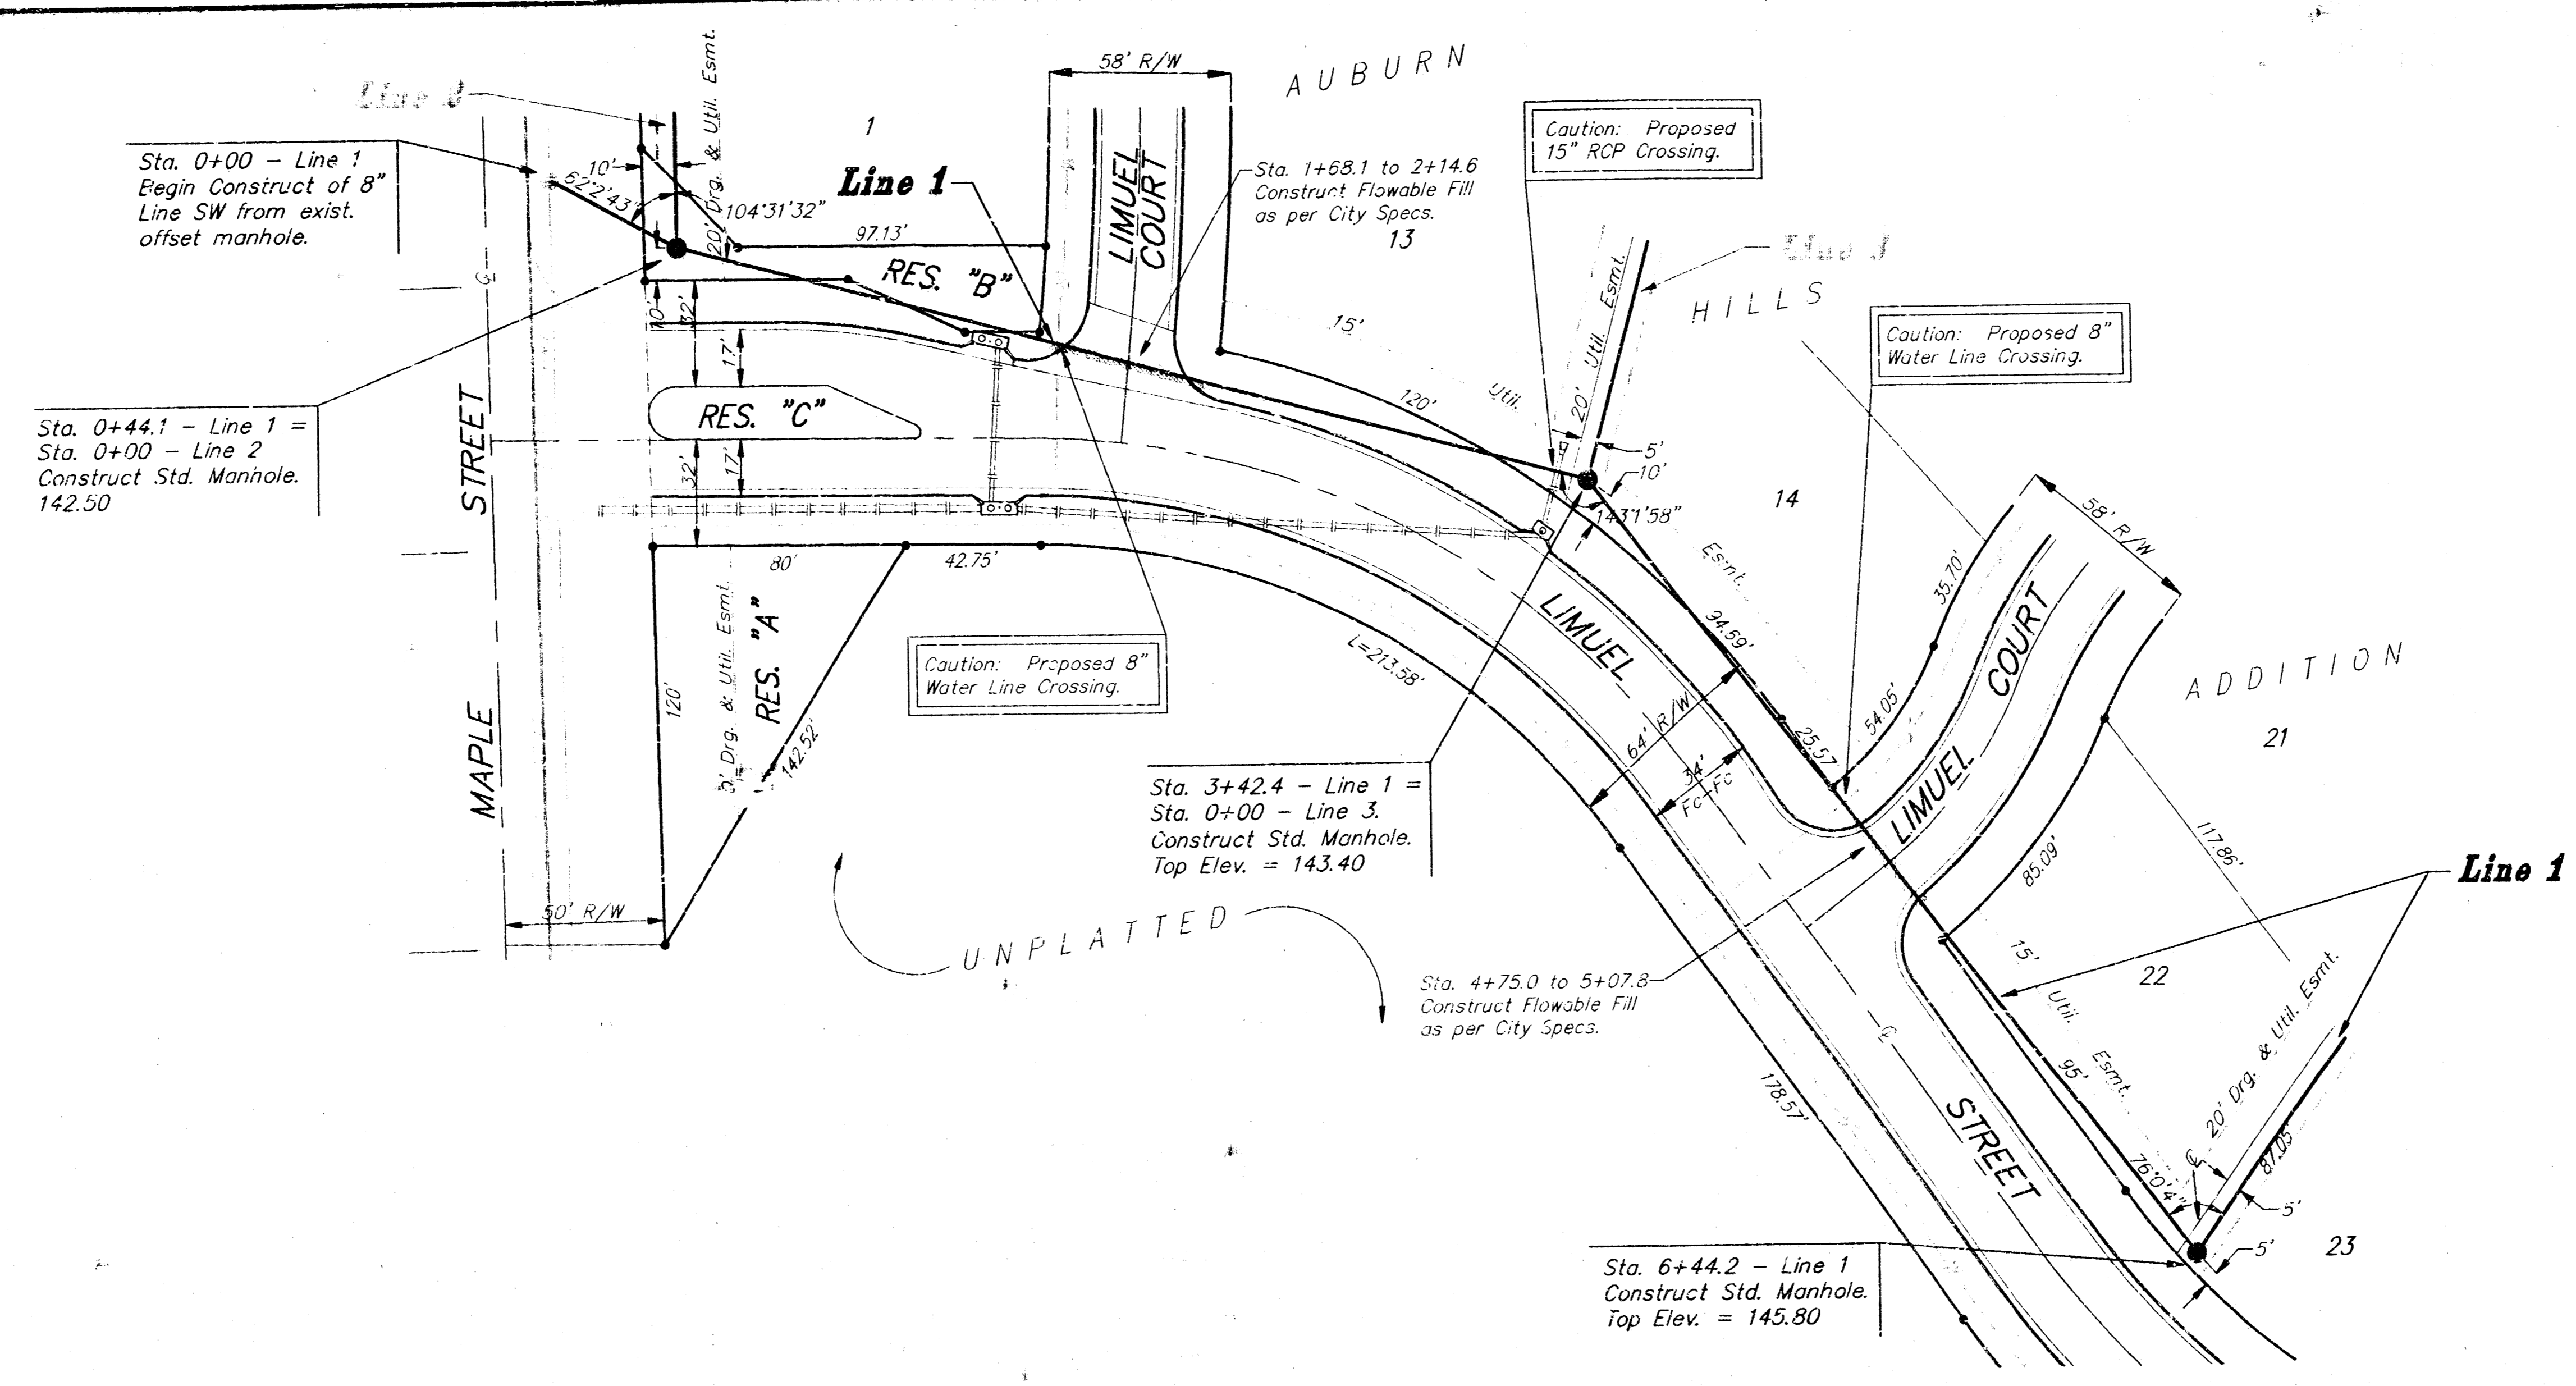 58' R/W
AUBURN
Line
20' Drg. & Util. Esmt.
1
Sta. 0+00 – Line 1
Begin Construct of 8"
Line SW from exist.
offset manhole.
10'
62°2'43"
104°31'32"
97.13'
Line 1
LIMUEL
COURT
Sta. 1+68.1 to 2+14.6
Construct Flowable Fill
as per City Specs.
13
Caution: Proposed
15" RCP Crossing.
Line
HILLS
20' Util. Esmt.
Caution: Proposed 8"
Water Line Crossing.
RES. "B"
10'
32'
17'
15'
Util.
Esmt.
120'
5'
10'
143°1'58"
14
58' R/W
RES. "C"
32'
17'
Sta. 0+44.1 – Line 1 =
Sta. 0+00 – Line 2
Construct Std. Manhole.
142.50
MAPLE STREET
℄
80'
42.75'
120'
Drg. & Util. Esmt.
RES. "A"
142.52'
50' R/W
Caution: Proposed 8"
Water Line Crossing.
L=213.58'
LIMUEL
94.59'
25.57'
35.70'
54.05'
64' R/W
34'
Fc-Fc
LIMUEL
COURT
ADDITION
21
117.86'
85.09'
Sta. 3+42.4 – Line 1 =
Sta. 0+00 – Line 3.
Construct Std. Manhole.
Top Elev. = 143.40
UNPLATTED
Sta. 4+75.0 to 5+07.8
Construct Flowable Fill
as per City Specs.
Line 1
15'
Util.
Esmt.
22
95'
℄
20' Drg. & Util. Esmt.
87.05'
76°0'4"
5'
5'
23
178.57'
℄
STREET
Sta. 6+44.2 – Line 1
Construct Std. Manhole.
Top Elev. = 145.80